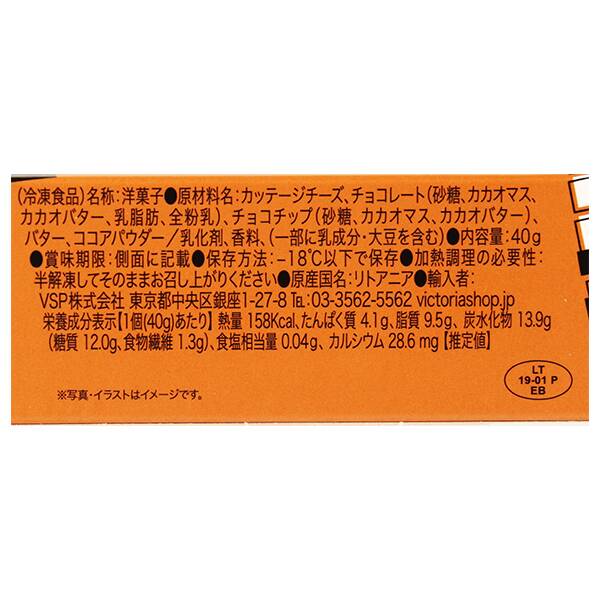 (冷凍食品)名称:洋菓子●原材料名:カッテージチーズ、チョコレート(砂糖、カカオマス、
カカオバター、乳脂肪、全粉乳)、チョコチップ(砂糖、カカオマス、カカオバター)、
バター、ココアパウダー/乳化剤、香料、(一部に乳成分・大豆を含む)●内容量:40g
●賞味期限:側面に記載●保存方法:-18℃以下で保存●加熱調理の必要性:
半解凍してそのままお召し上がりください●原産国名:リトアニア●輸入者:
VSP株式会社 東京都中央区銀座1-27-8 TEL:03-3562-5562 victoriashop.jp
栄養成分表示【1個(40g)あたり】熱量 158Kcal、たんぱく質 4.1g、脂質 9.5g、炭水化物 13.9g
(糖質 12.0g、食物繊維 1.3g)、食塩相当量 0.04g、カルシウム 28.6 mg【推定値】
※写真・イラストはイメージです。
LT
19-01 P
EB